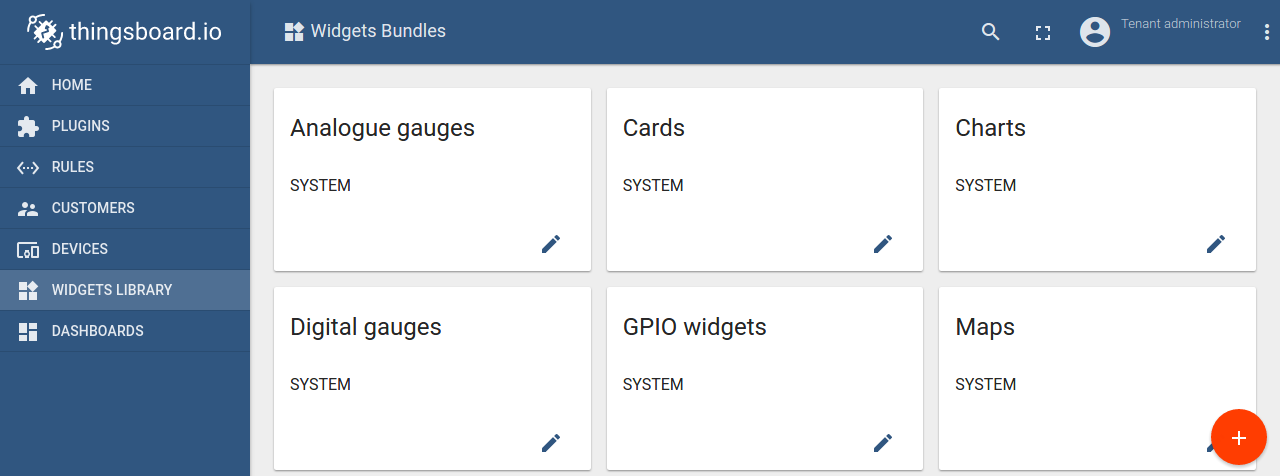 thingsboard.io
Widgets Bundles
Tenant administrator
HOME
PLUGINS
RULES
CUSTOMERS
DEVICES
WIDGETS LIBRARY
DASHBOARDS
Analogue gauges
SYSTEM
Cards
SYSTEM
Charts
SYSTEM
Digital gauges
SYSTEM
GPIO widgets
SYSTEM
Maps
SYSTEM